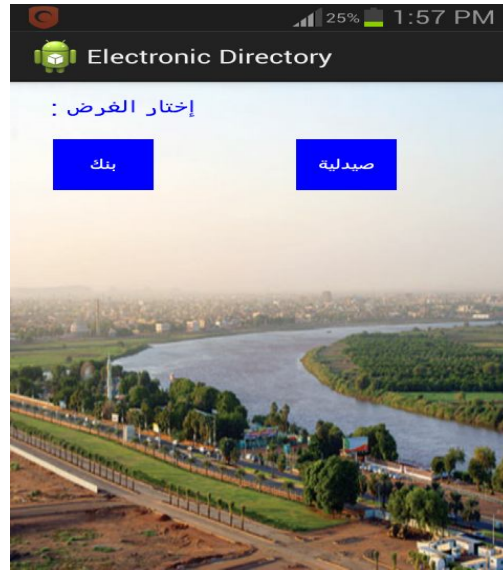 25% 1:57 PM
Electronic Directory
إختار الغرض :
صيدلية بنك